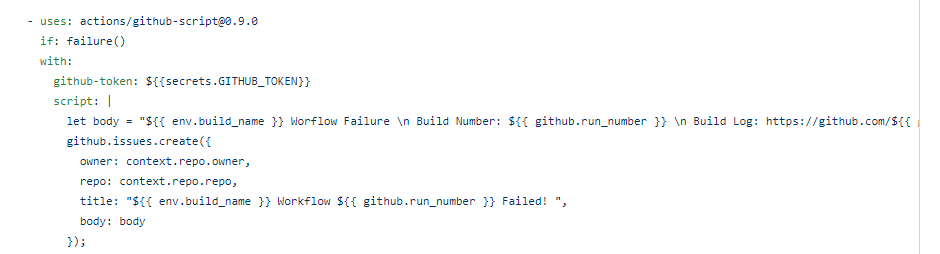 - uses: actions/github-script@0.9.0
if: failure()
with:
github-token: ${{secrets.GITHUB_TOKEN}}
script: |
let body = "${{ env.build_name }} Worflow Failure \n Build Number: ${{ github.run_number }} \n Build Log: https://github.com/${{
github.issues.create({
owner: context.repo.owner,
repo: context.repo.repo,
title: "${{ env.build_name }} Workflow ${{ github.run_number }} Failed! ",
body: body
});